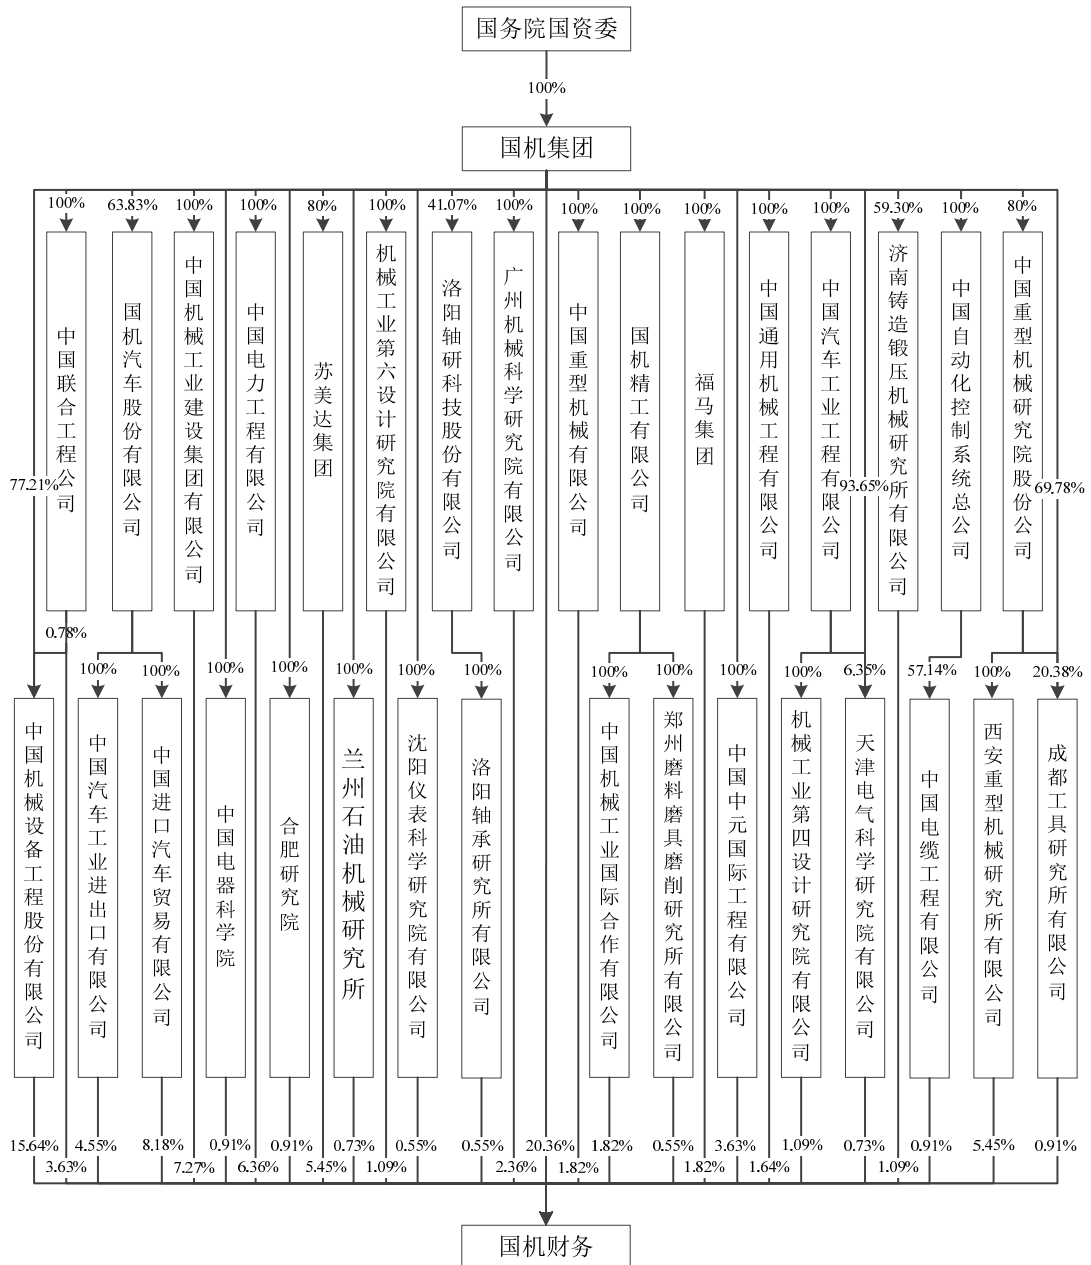 国务院国资委
100%
国机集团
100%
63.83%
100%
100%
80%
100%
41.07%
100%
100%
100%
100%
100%
100%
59.30%
100%
80%
中国联合工程公司
国机汽车股份有限公司
中国机械工业建设集团有限公司
中国电力工程有限公司
苏美达集团
机械工业第六设计研究院有限公司
洛阳轴研科技股份有限公司
广州机械科学研究院有限公司
中国重型机械有限公司
国机精工有限公司
福马集团
中国通用机械工程有限公司
中国汽车工业工程有限公司
济南铸造锻压机械研究所有限公司
中国自动化控制系统总公司
中国重型机械研究院股份公司
77.21%
93.65%
69.78%
0.78%
100%
100%
100%
100%
100%
100%
100%
100%
100%
100%
100%
6.35%
57.14%
100%
20.38%
中国机械设备工程股份有限公司
中国汽车工业进出口有限公司
中国进口汽车贸易有限公司
中国电器科学院
合肥研究院
兰州石油机械研究所
沈阳仪表科学研究院有限公司
洛阳轴承研究所有限公司
中国机械工业国际合作有限公司
郑州磨料磨具磨削研究所有限公司
中国中元国际工程有限公司
机械工业第四设计研究院有限公司
天津电气科学研究院有限公司
中国电缆工程有限公司
西安重型机械研究所有限公司
成都工具研究所有限公司
15.64%
4.55%
8.18%
0.91%
0.91%
0.73%
0.55%
0.55%
20.36%
1.82%
0.55%
3.63%
1.09%
0.73%
0.91%
5.45%
0.91%
3.63%
7.27%
6.36%
5.45%
1.09%
2.36%
1.82%
1.82%
1.64%
1.09%
国机财务